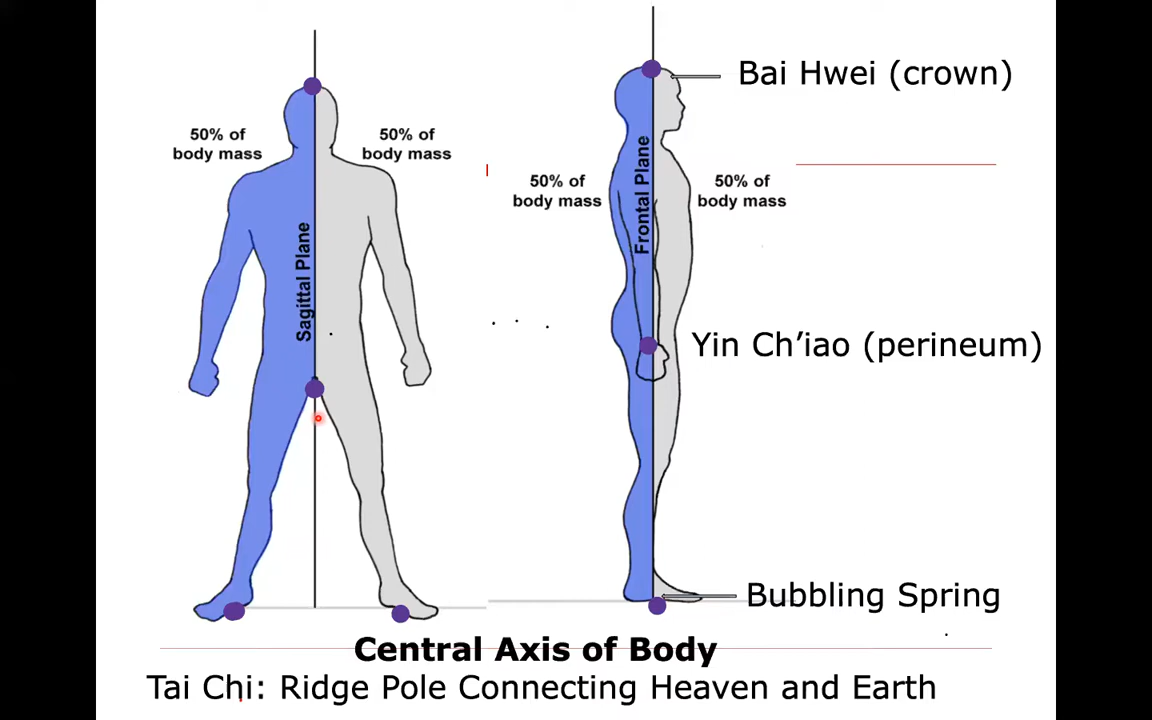 50% of
body mass
50% of
body mass
Sagittal Plane
50% of
body mass
50% of
body mass
Frontal Plane
Bai Hwei (crown)
Yin Ch’iao (perineum)
Bubbling Spring
Central Axis of Body
Tai Chi: Ridge Pole Connecting Heaven and Earth